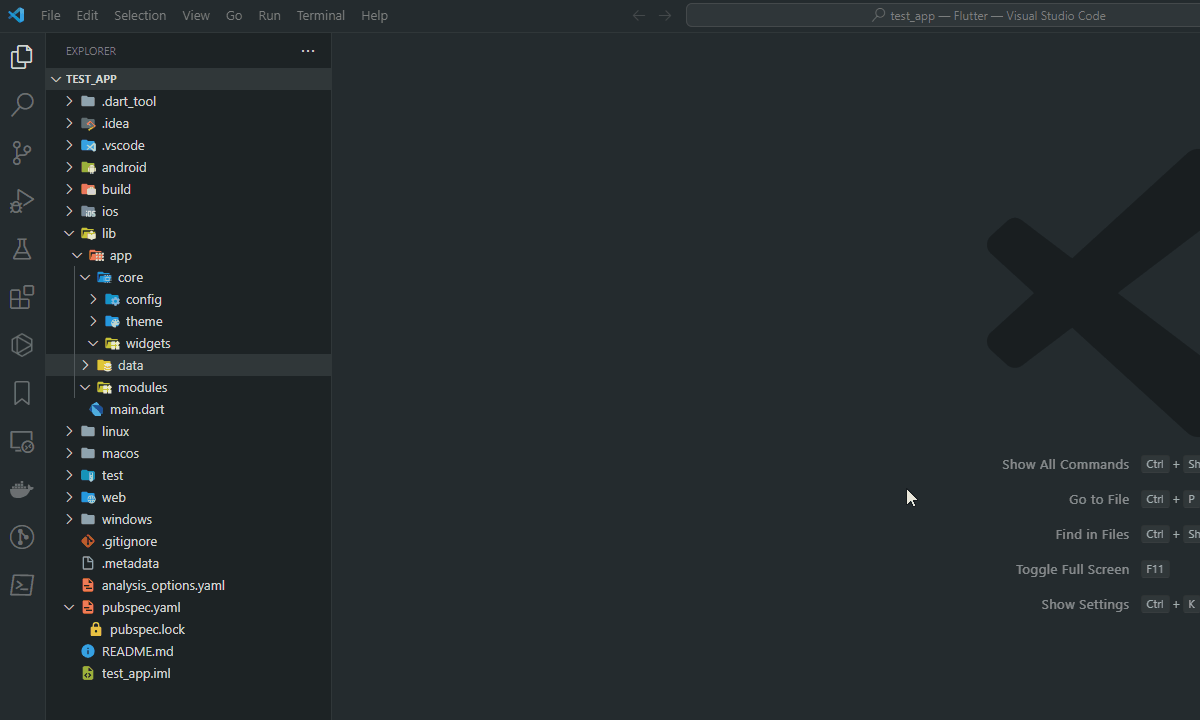 File Edit Selection View Go Run Terminal Help
test_app — Flutter — Visual Studio Code
EXPLORER
TEST_APP
.dart_tool
.idea
.vscode
android
build
ios
lib
app
core
config
theme
widgets
data
modules
main.dart
linux
macos
test
web
windows
.gitignore
.metadata
analysis_options.yaml
pubspec.yaml
pubspec.lock
README.md
test_app.iml
Show All Commands Ctrl + Sh
Go to File Ctrl + P
Find in Files Ctrl + Sh
Toggle Full Screen F11
Show Settings Ctrl + K